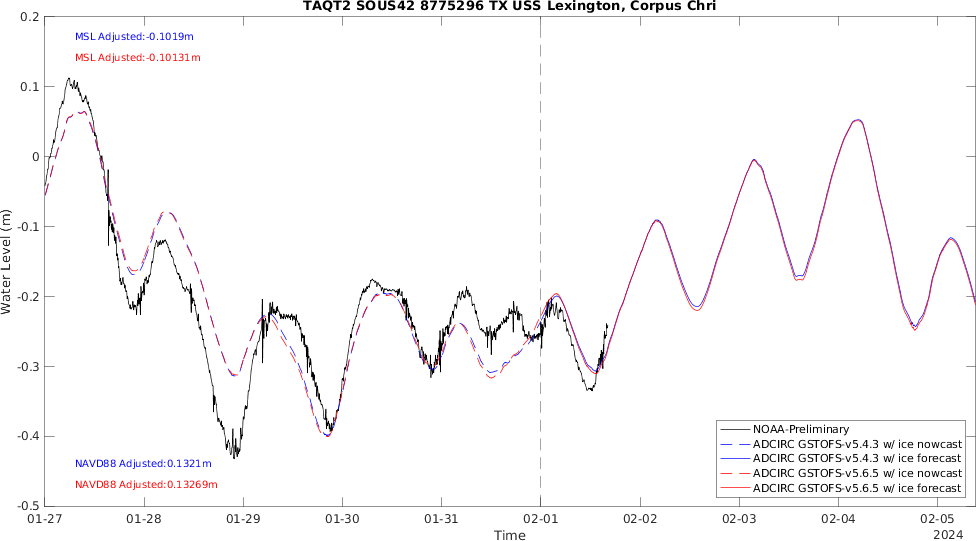 TAQT2 SOUS42 8775296 TX USS Lexington, Corpus Chri
MSL Adjusted:-0.1019m
MSL Adjusted:-0.10131m
0.2
0.1
0
-0.1
-0.2
-0.3
-0.4
-0.5
Water Level (m)
NAVD88 Adjusted:0.1321m
NAVD88 Adjusted:0.13269m
NOAA-Preliminary
ADCIRC GSTOFS-v5.4.3 w/ ice nowcast
ADCIRC GSTOFS-v5.4.3 w/ ice forecast
ADCIRC GSTOFS-v5.6.5 w/ ice nowcast
ADCIRC GSTOFS-v5.6.5 w/ ice forecast
01-27 01-28 01-29 01-30 01-31 02-01 02-02 02-03 02-04 02-05
Time
2024